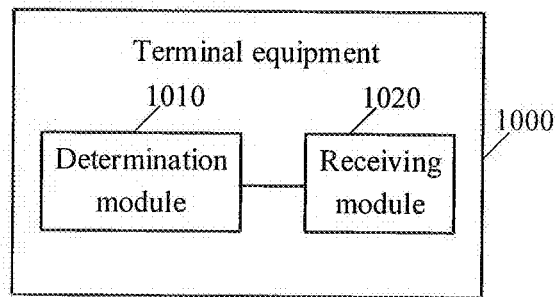 Terminal equipment
1010
1020
1000
Determination
module
Receiving
module